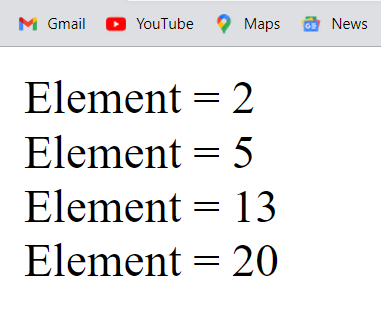 Gmail YouTube Maps News
Element = 2
Element = 5
Element = 13
Element = 20